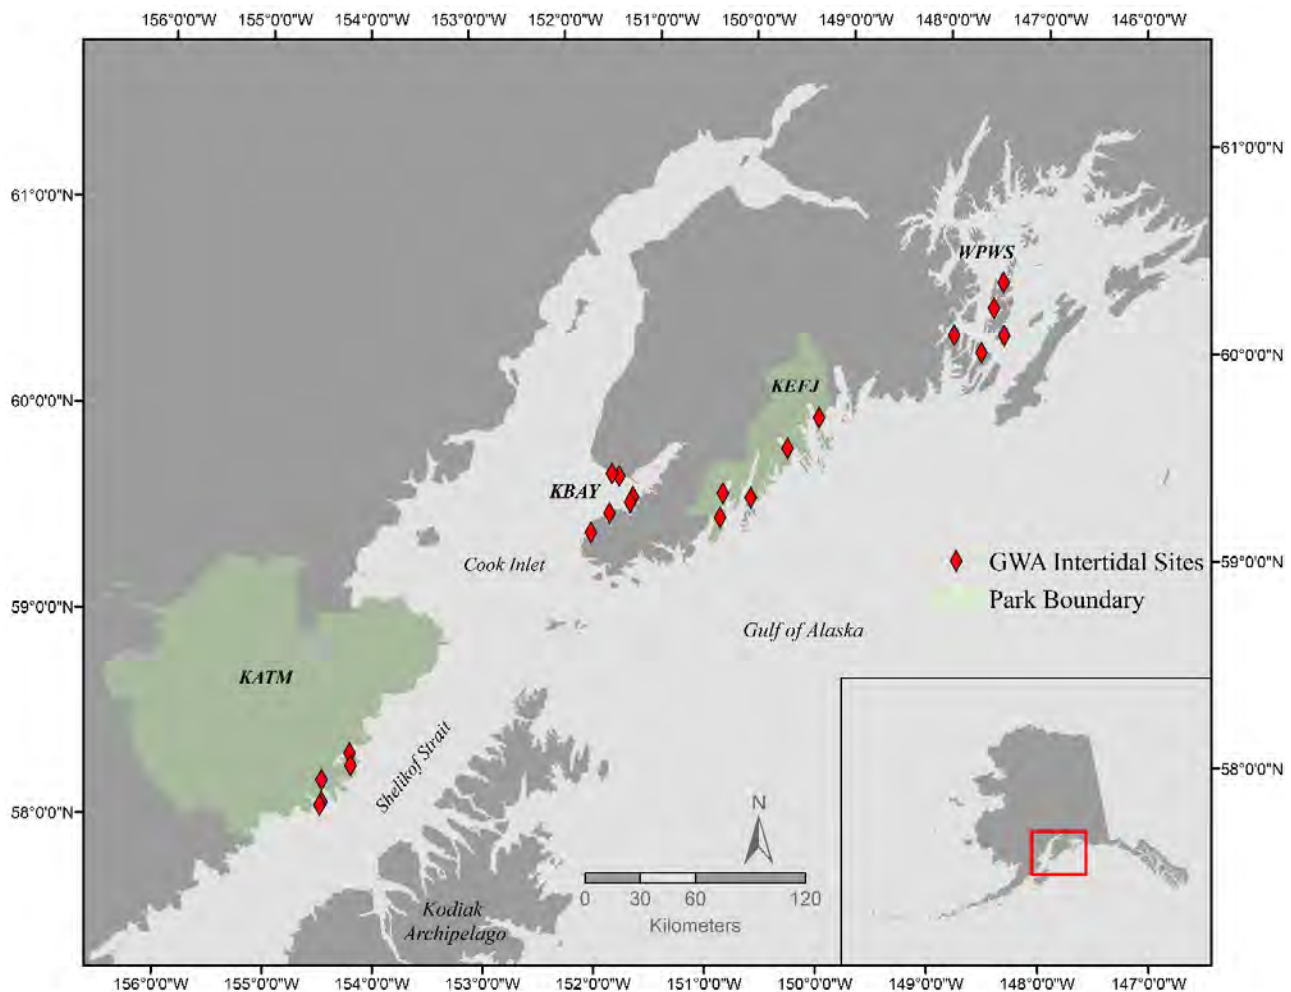 156°0'0"W 155°0'0"W 154°0'0"W 153°0'0"W 152°0'0"W 151°0'0"W 150°0'0"W 149°0'0"W 148°0'0"W 147°0'0"W 146°0'0"W
61°0'0"N
61°0'0"N
WPWS
60°0'0"N
KEFJ
60°0'0"N
KBAY
Cook Inlet
GWA Intertidal Sites
59°0'0"N
59°0'0"N
Park Boundary
Gulf of Alaska
KATM
Shelikof Strait
58°0'0"N
58°0'0"N
N
0 30 60 120
Kilometers
Kodiak
Archipelago
156°0'0"W 155°0'0"W 154°0'0"W 153°0'0"W 152°0'0"W 151°0'0"W 150°0'0"W 149°0'0"W 148°0'0"W 147°0'0"W